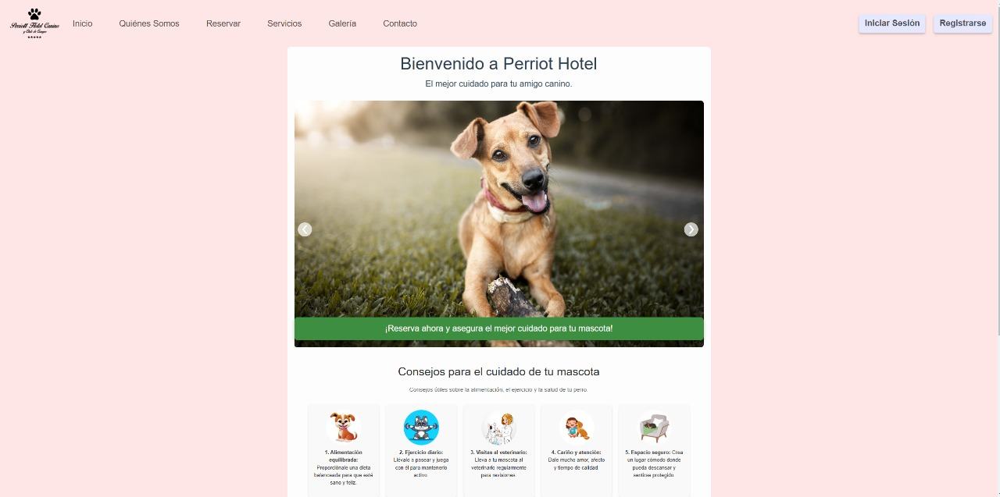 Perriott Hotel Canino
y Club de Campo
Inicio
Quiénes Somos
Reservar
Servicios
Galería
Contacto
Iniciar Sesión
Registrarse
Bienvenido a Perriot Hotel
El mejor cuidado para tu amigo canino.
¡Reserva ahora y asegura el mejor cuidado para tu mascota!
Consejos para el cuidado de tu mascota
Consejos útiles sobre la alimentación, el ejercicio y la salud de tu perro.
1. Alimentación
equilibrada:
Proporciónale una dieta
balanceada para que esté
sano y feliz.
2. Ejercicio diario:
Llévalo a pasear y juega
con él para mantenerlo
activo.
3. Visitas al veterinario:
Lleva a tu mascota al
veterinario regularmente
para revisiones.
4. Cariño y atención:
Dale mucho amor, afecto
y tiempo de calidad.
5. Espacio seguro: Crea
un lugar cómodo donde
pueda descansar y
sentirse protegido.